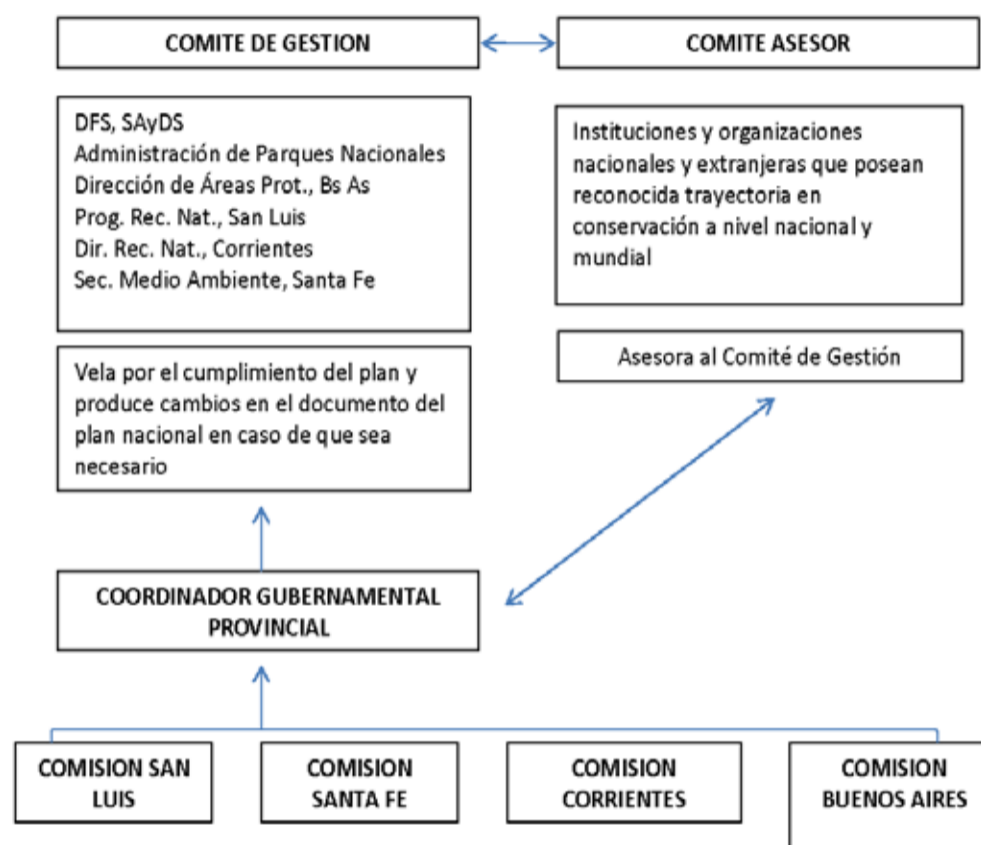 COMITE DE GESTION
COMITE ASESOR
DFS, SAyDS
Administración de Parques Nacionales
Dirección de Áreas Prot., Bs As
Prog. Rec. Nat., San Luis
Dir. Rec. Nat., Corrientes
Sec. Medio Ambiente, Santa Fe
Instituciones y organizaciones
nacionales y extranjeras que posean
reconocida trayectoria en
conservación a nivel nacional y
mundial
Vela por el cumplimiento del plan y
produce cambios en el documento del
plan nacional en caso de que sea
necesario
Asesora al Comité de Gestión
COORDINADOR GUBERNAMENTAL
PROVINCIAL
COMISION SAN
LUIS
COMISION
SANTA FE
COMISION
CORRIENTES
COMISION
BUENOS AIRES